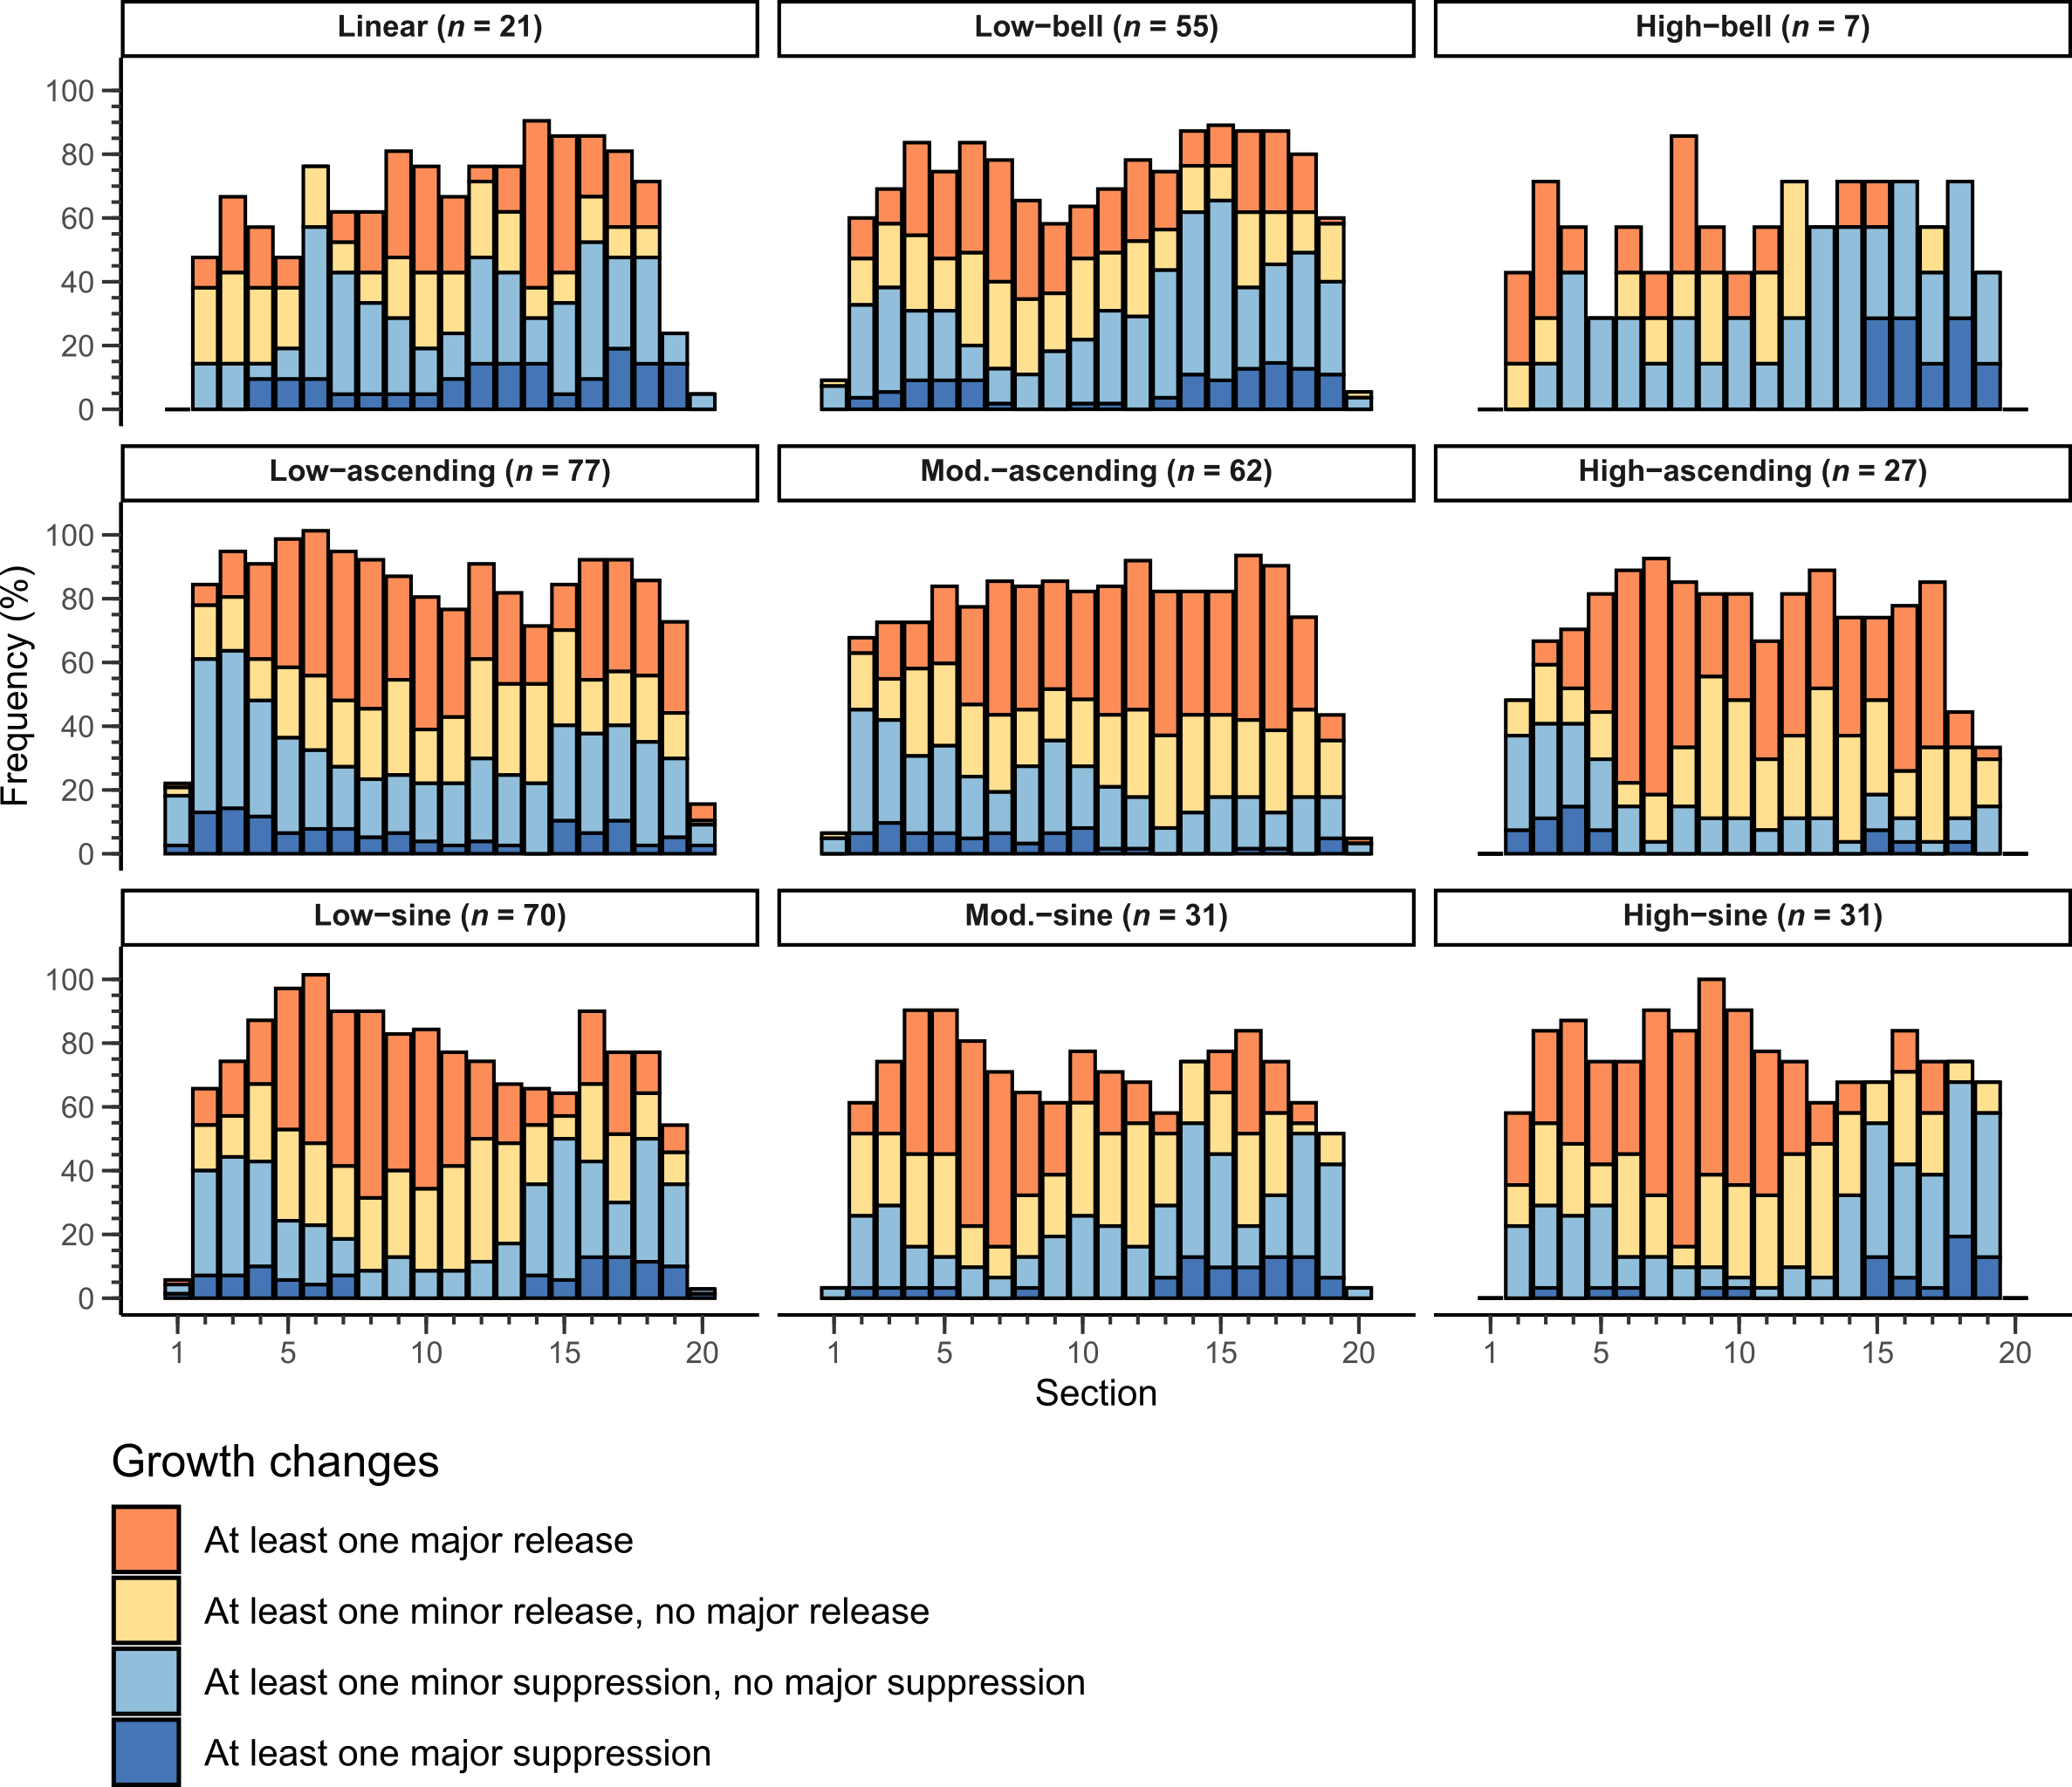 Linear (n = 21)
Low−bell (n = 55)
High−bell (n = 7)
100
80
60
40
20
0
Low−ascending (n = 77)
Mod.−ascending (n = 62)
High−ascending (n = 27)
100
80
60
40
20
0
Frequency (%)
Low−sine (n = 70)
Mod.−sine (n = 31)
High−sine (n = 31)
100
80
60
40
20
0
1 5 10 15 20
1 5 10 15 20
1 5 10 15 20
Section
Growth changes
At least one major release
At least one minor release, no major release
At least one minor suppression, no major suppression
At least one major suppression